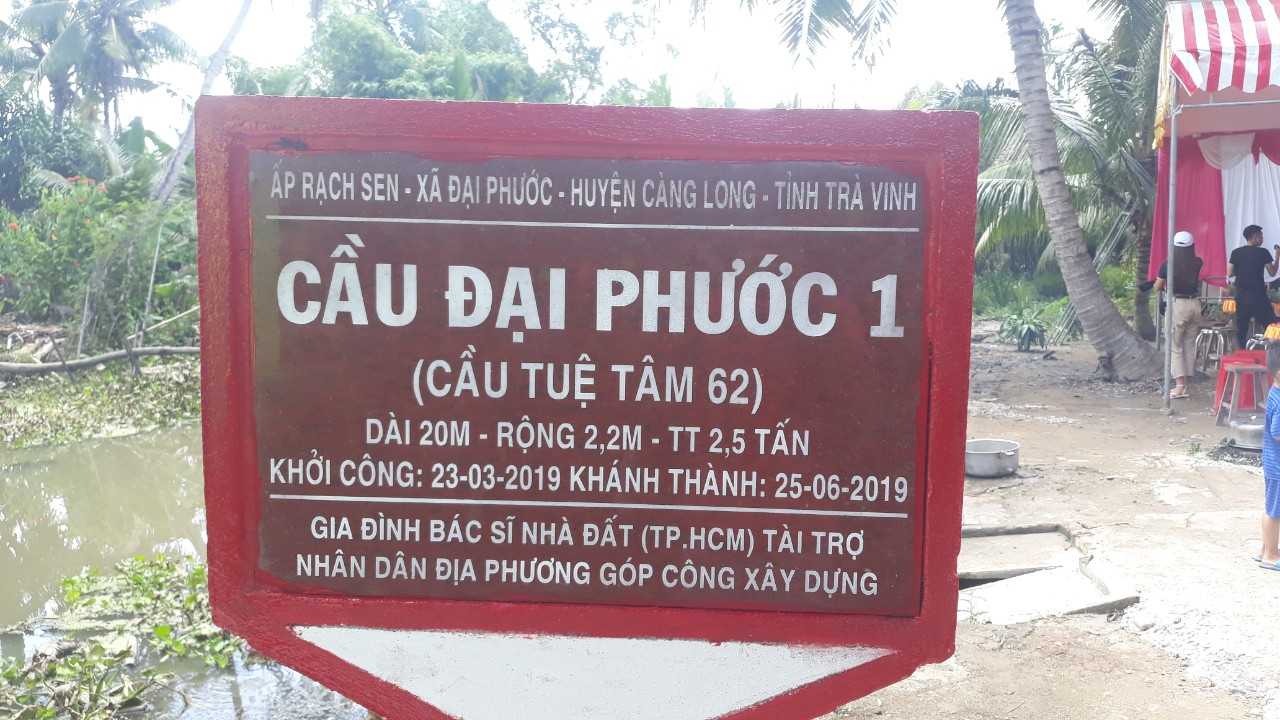 ẤP RẠCH SEN - XÃ ĐẠI PHƯỚC - HUYỆN CÀNG LONG - TỈNH TRÀ VINH
CẦU ĐẠI PHƯỚC 1
(CẦU TUỆ TÂM 62)
DÀI 20M - RỘNG 2,2M - TT 2,5 TẤN
KHỞI CÔNG: 23-03-2019 KHÁNH THÀNH: 25-06-2019
GIA ĐÌNH BÁC SĨ NHÀ ĐẤT (TP.HCM) TÀI TRỢ
NHÂN DÂN ĐỊA PHƯƠNG GÓP CÔNG XÂY DỰNG